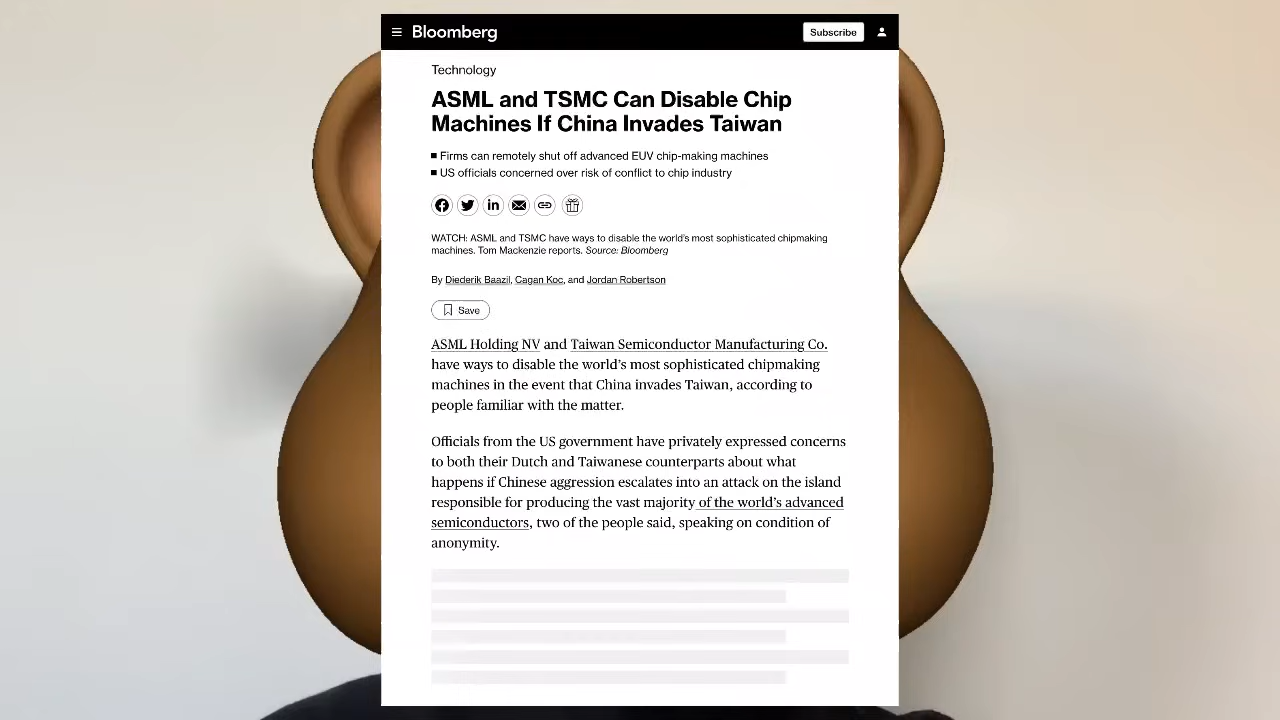 Bloomberg
Subscribe
Technology
ASML and TSMC Can Disable Chip
Machines If China Invades Taiwan
Firms can remotely shut off advanced EUV chip-making machines
US officials concerned over risk of conflict to chip industry
WATCH: ASML and TSMC have ways to disable the world's most sophisticated chipmaking
machines. Tom Mackenzie reports. Source: Bloomberg
By Diederik Baazil, Cagan Koc, and Jordan Robertson
Save
ASML Holding NV and Taiwan Semiconductor Manufacturing Co.
have ways to disable the world's most sophisticated chipmaking
machines in the event that China invades Taiwan, according to
people familiar with the matter.
Officials from the US government have privately expressed concerns
to both their Dutch and Taiwanese counterparts about what
happens if Chinese aggression escalates into an attack on the island
responsible for producing the vast majority of the world's advanced
semiconductors, two of the people said, speaking on condition of
anonymity.